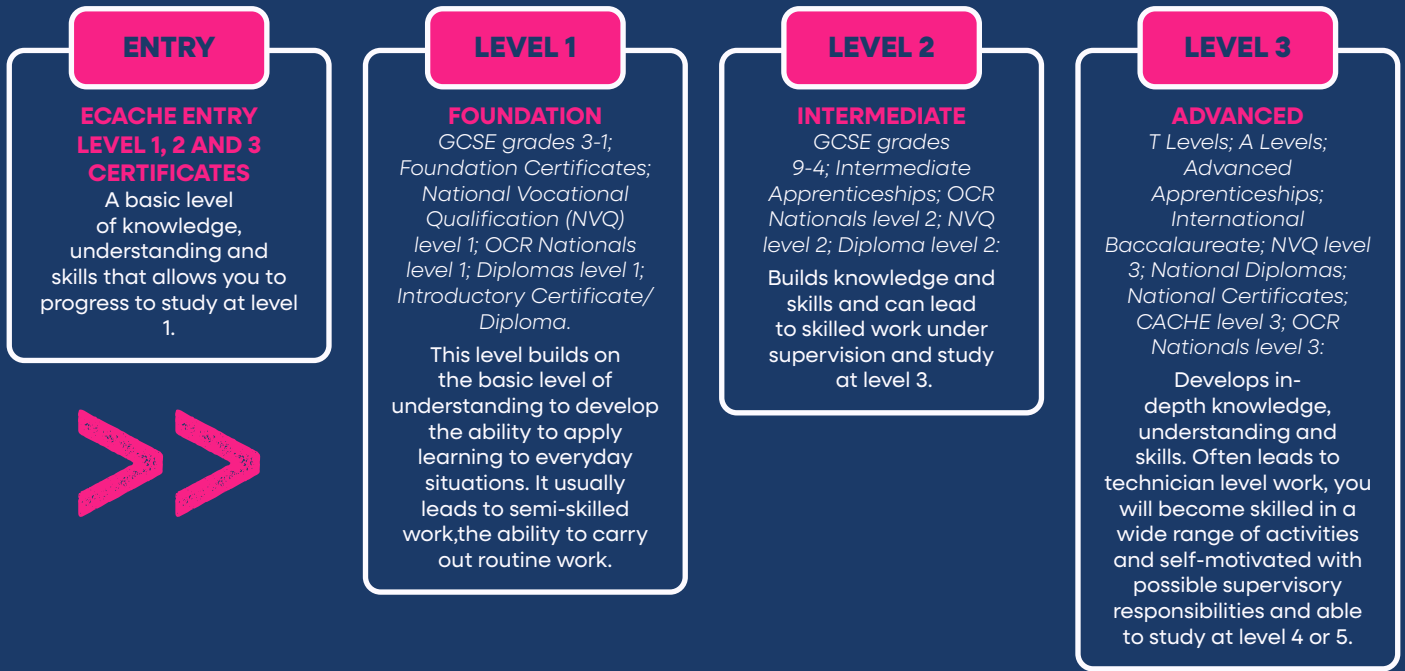 ENTRY
ECACHE ENTRY
LEVEL 1, 2 AND 3
CERTIFICATES
A basic level
of knowledge,
understanding and
skills that allows you to
progress to study at level
1.
LEVEL 1
FOUNDATION
GCSE grades 3-1;
Foundation Certificates;
National Vocational
Qualification (NVQ)
level 1; OCR Nationals
level 1; Diplomas level 1;
Introductory Certificate/
Diploma.
This level builds on
the basic level of
understanding to develop
the ability to apply
learning to everyday
situations. It usually
leads to semi-skilled
work,the ability to carry
out routine work.
LEVEL 2
INTERMEDIATE
GCSE grades
9-4; Intermediate
Apprenticeships; OCR
Nationals level 2; NVQ
level 2; Diploma level 2:
Builds knowledge and
skills and can lead
to skilled work under
supervision and study
at level 3.
LEVEL 3
ADVANCED
T Levels; A Levels;
Advanced
Apprenticeships;
International
Baccalaureate; NVQ level
3; National Diplomas;
National Certificates;
CACHE level 3; OCR
Nationals level 3:
Develops in-
depth knowledge,
understanding and
skills. Often leads to
technician level work, you
will become skilled in a
wide range of activities
and self-motivated with
possible supervisory
responsibilities and able
to study at level 4 or 5.